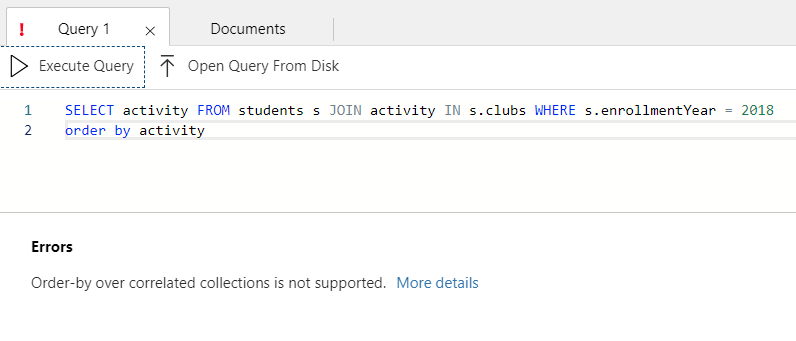 ! Query 1 × Documents
Execute Query Open Query From Disk
1 SELECT activity FROM students s JOIN activity IN s.clubs WHERE s.enrollmentYear = 2018
2 order by activity
Errors
Order-by over correlated collections is not supported. More details